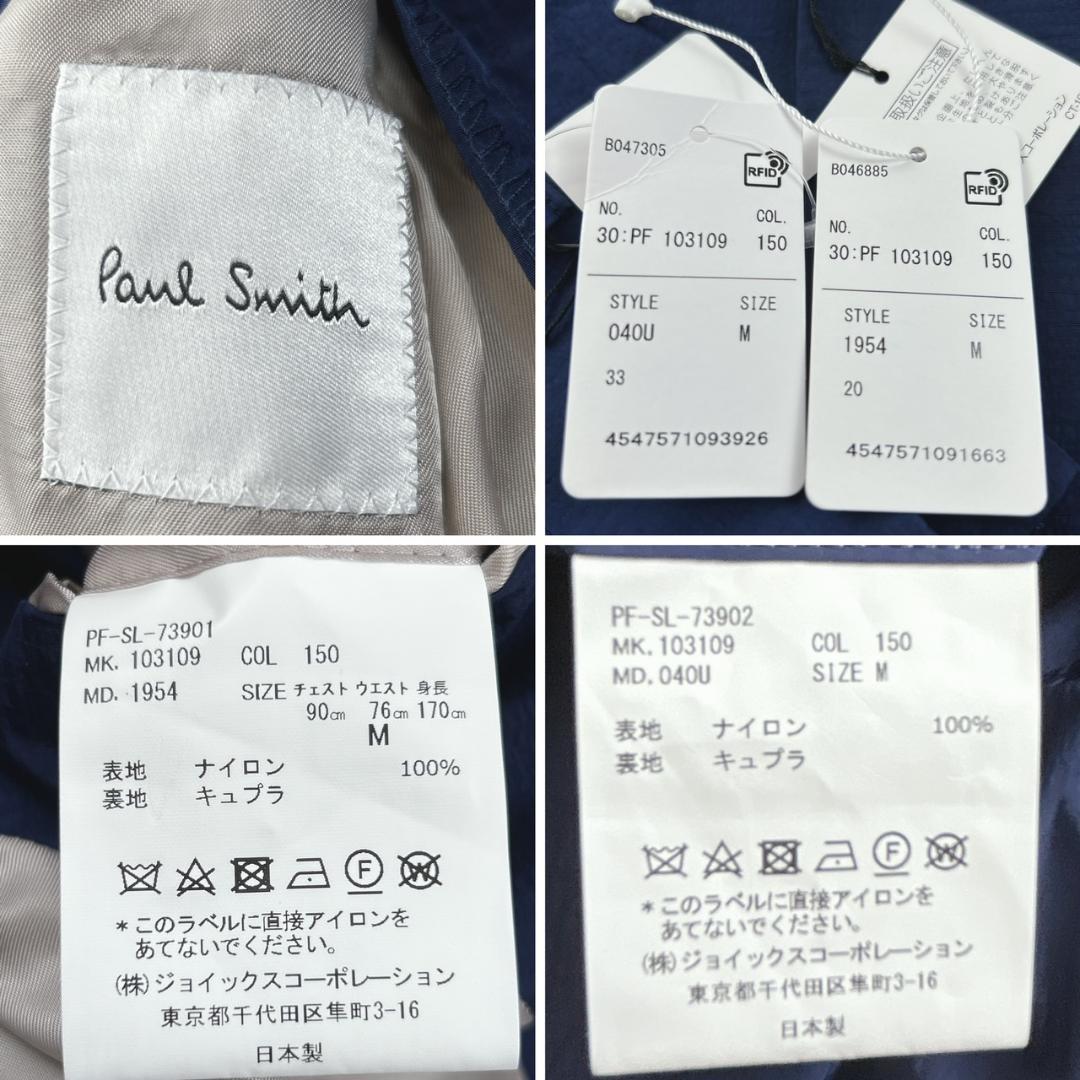 Paul Smith
取扱いご注意
B047305
RFID
NO. COL.
30:PF 103109 150
STYLE SIZE
040U M
33
4547571093926
B046885
RFID
NO. COL.
30:PF 103109 150
STYLE SIZE
1954 M
20
4547571091663
PF-SL-73901
MK. 103109 COL 150
MD. 1954 SIZE チェスト ウエスト 身長
90cm 76cm 170cm
M
表地 ナイロン 100%
裏地 キュプラ
F W
*このラベルに直接アイロンを
あてないでください。
(株)ジョイックスコーポレーション
東京都千代田区隼町3-16
日本製
PF-SL-73902
MK. 103109 COL 150
MD. 040U SIZE M
表地 ナイロン 100%
裏地 キュプラ
F W
*このラベルに直接アイロンを
あてないでください。
(株)ジョイックスコーポレーション
東京都千代田区隼町3-16
日本製